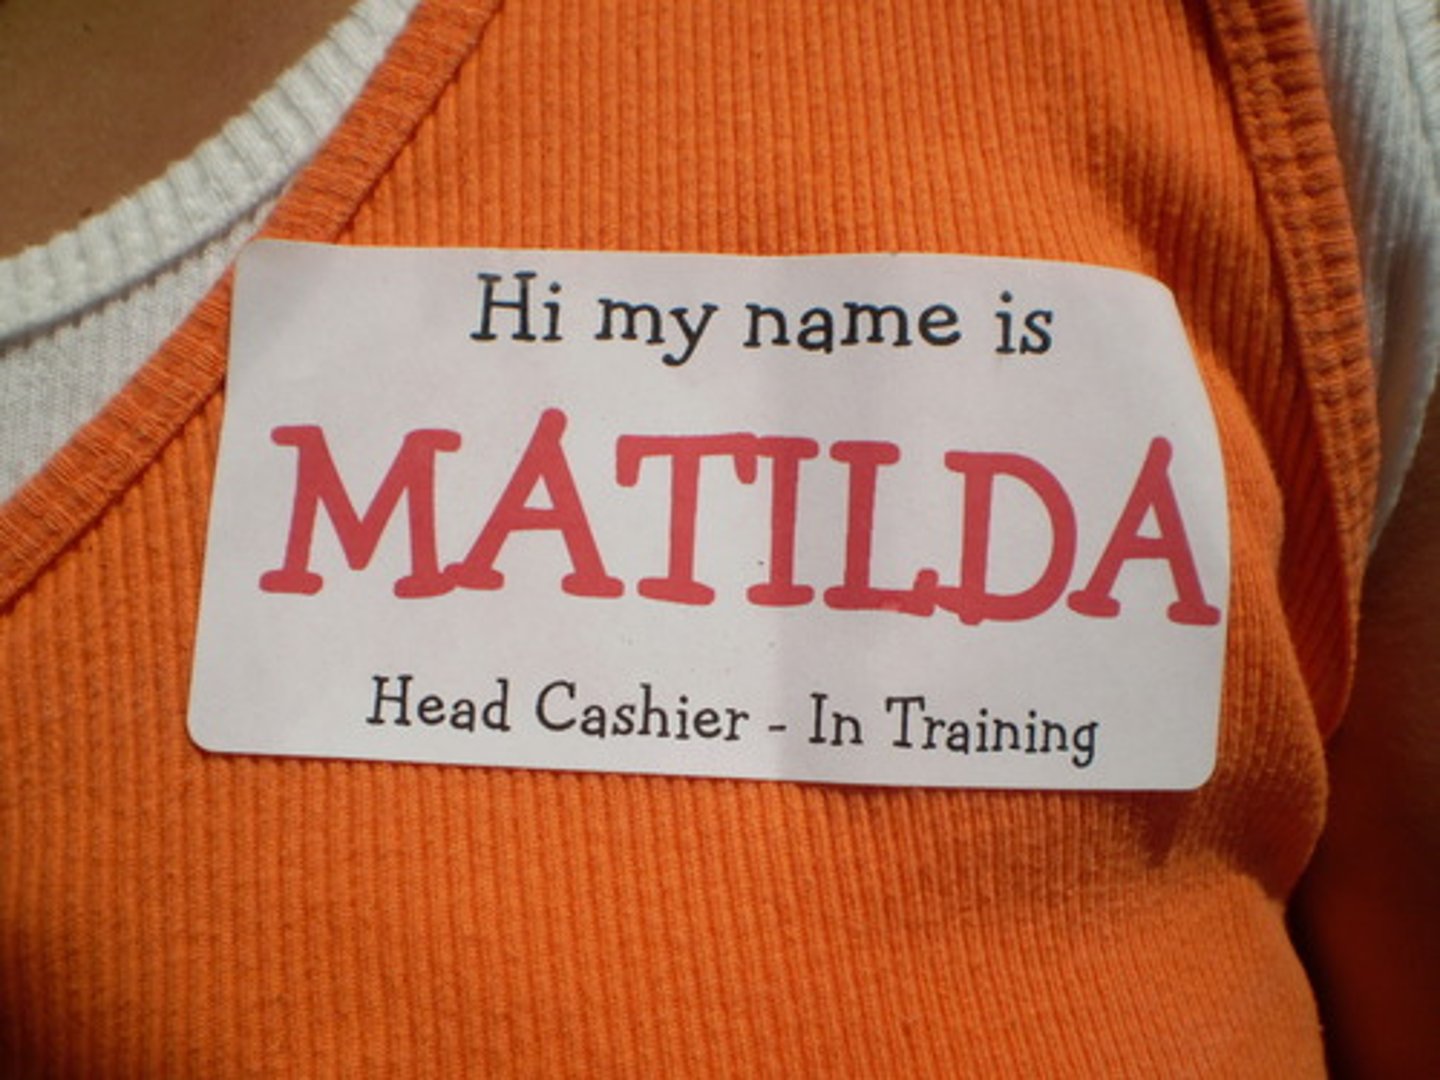 Hi my name is
MATILDA
Head Cashier - In Training